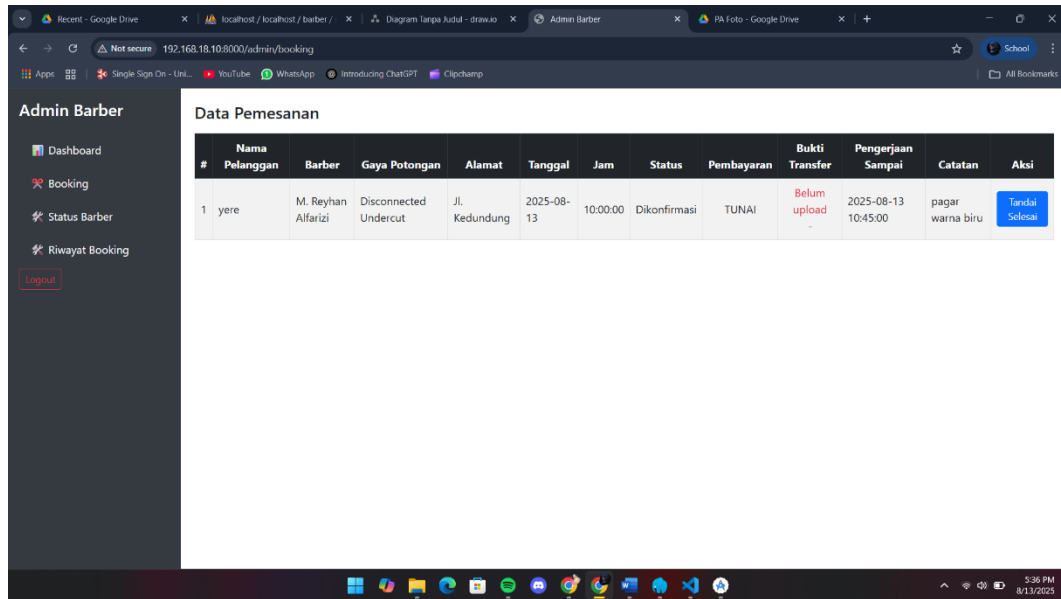 Recent - Google Drive
localhost / localhost / barber /
Diagram Tanpa Judul - draw.io
Admin Barber
PA Foto - Google Drive
Not secure 192.168.18.10:8000/admin/booking
School
Apps
Single Sign On - Uni...
YouTube
WhatsApp
Introducing ChatGPT
Clipchamp
All Bookmarks
Admin Barber
Dashboard
Booking
Status Barber
Riwayat Booking
Logout
Data Pemesanan
# Nama Pelanggan Barber Gaya Potongan Alamat Tanggal Jam Status Pembayaran Bukti Transfer Pengerjaan Sampai Catatan Aksi
1 yere M. Reyhan Alfarizi Disconnected Undercut Jl. Kedundung 2025-08-13 10:00:00 Dikonfirmasi TUNAI Belum upload - 2025-08-13 10:45:00 pagar warna biru Tandai Selesai
5:36 PM
8/13/2025